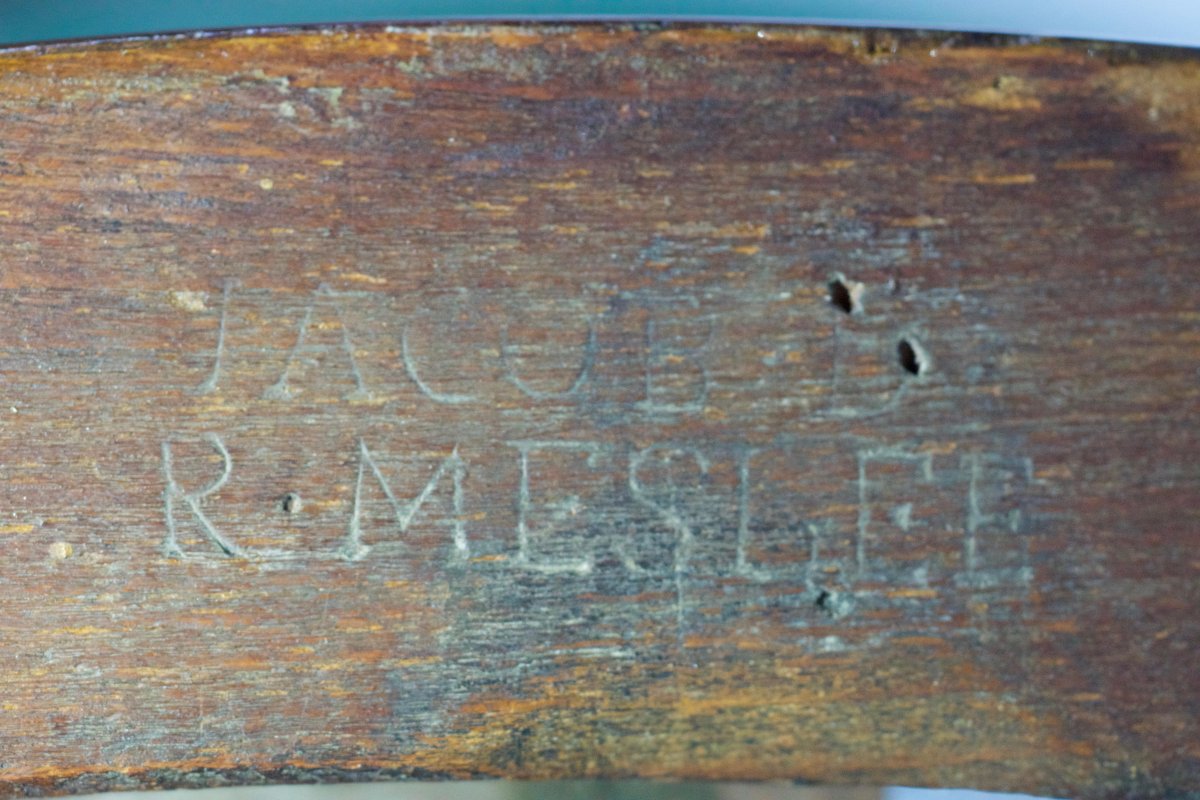 JACOB · D
R · MESLEE